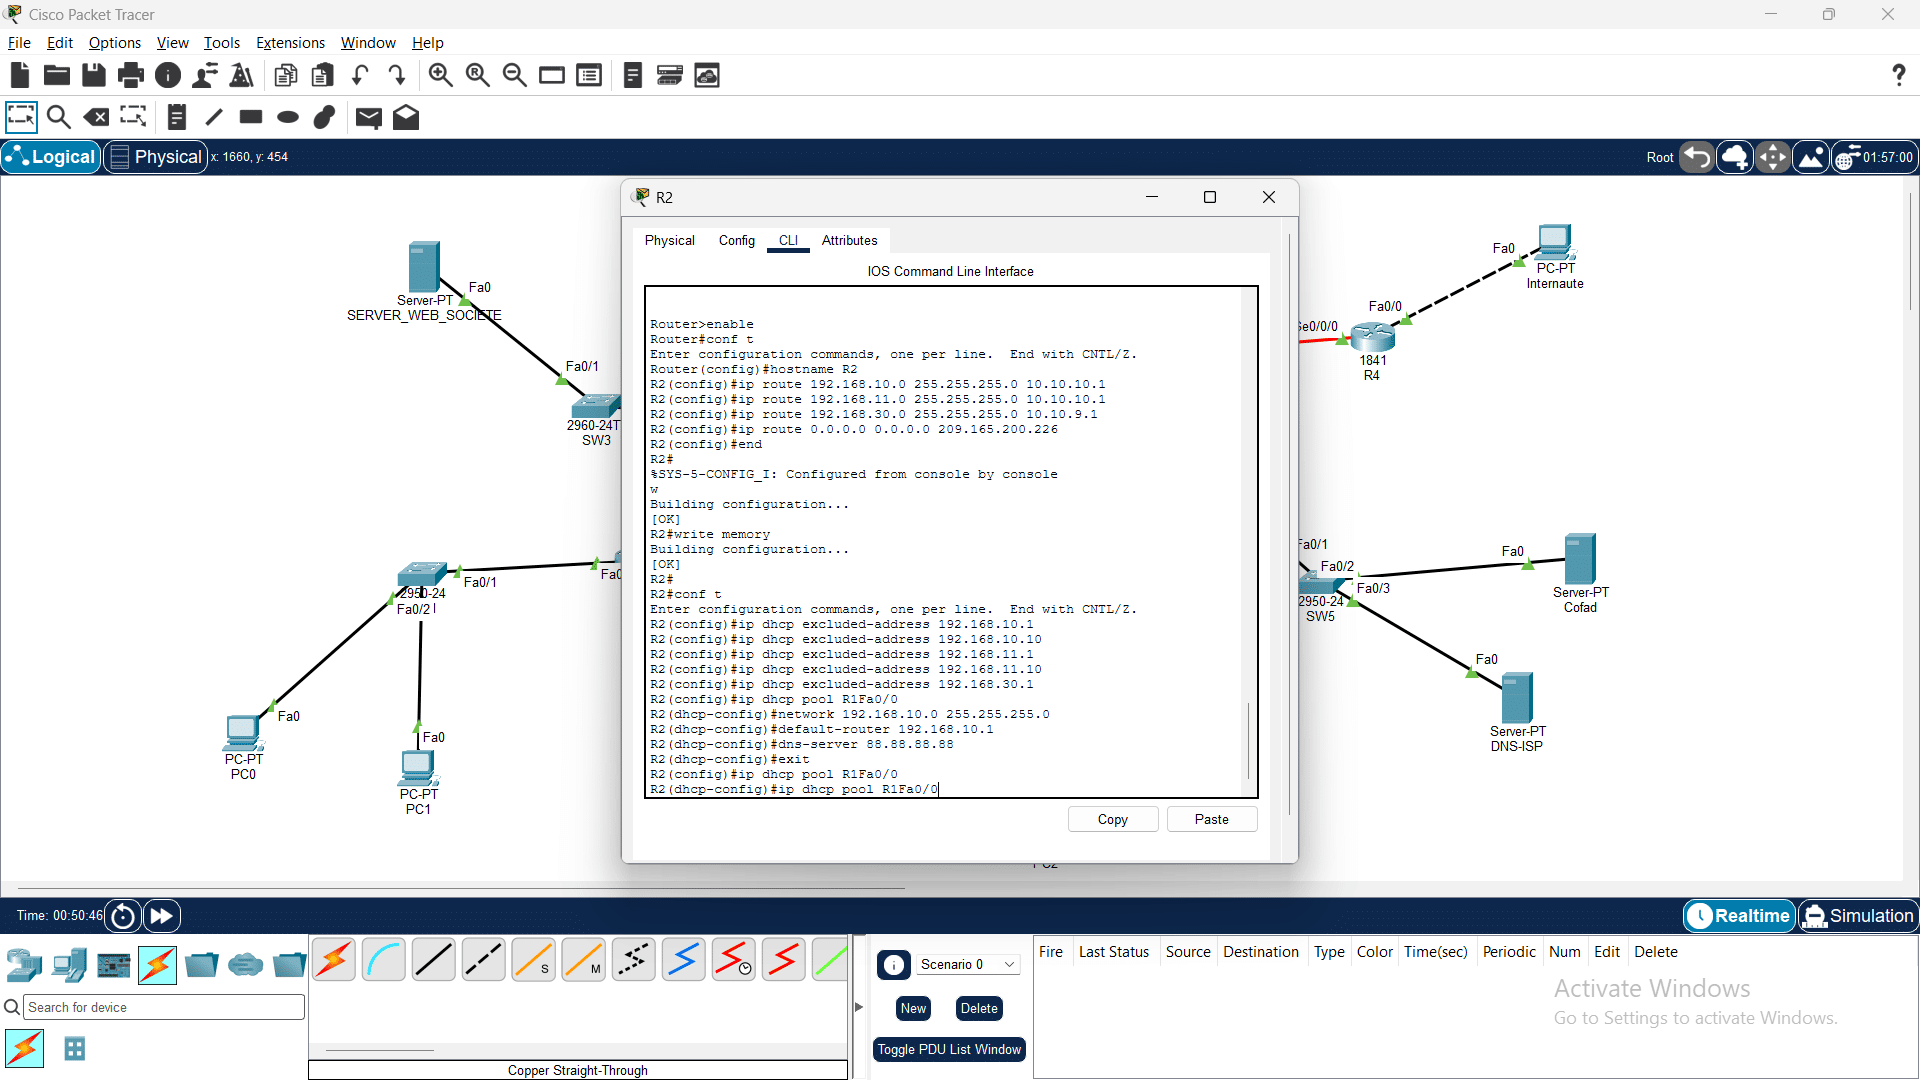 Cisco Packet Tracer
File Edit Options View Tools Extensions Window Help
Logical Physical x: 1660, y: 454 Root 01:57:00
R2
Physical Config CLI Attributes
IOS Command Line Interface
Router>enable
Router#conf t
Enter configuration commands, one per line.  End with CNTL/Z.
Router(config)#hostname R2
R2(config)#ip route 192.168.10.0 255.255.255.0 10.10.10.1
R2(config)#ip route 192.168.11.0 255.255.255.0 10.10.10.1
R2(config)#ip route 192.168.30.0 255.255.255.0 10.10.9.1
R2(config)#ip route 0.0.0.0 0.0.0.0 209.165.200.226
R2(config)#end
R2#
%SYS-5-CONFIG_I: Configured from console by console
w
Building configuration...
[OK]
R2#write memory
Building configuration...
[OK]
R2#
R2#conf t
Enter configuration commands, one per line.  End with CNTL/Z.
R2(config)#ip dhcp excluded-address 192.168.10.1
R2(config)#ip dhcp excluded-address 192.168.10.10
R2(config)#ip dhcp excluded-address 192.168.11.1
R2(config)#ip dhcp excluded-address 192.168.11.10
R2(config)#ip dhcp excluded-address 192.168.30.1
R2(config)#ip dhcp pool R1Fa0/0
R2(dhcp-config)#network 192.168.10.0 255.255.255.0
R2(dhcp-config)#default-router 192.168.10.1
R2(dhcp-config)#dns-server 88.88.88.88
R2(dhcp-config)#exit
R2(config)#ip dhcp pool R1Fa0/0
R2(dhcp-config)#ip dhcp pool R1Fa0/0
Copy Paste
Fa0
Server-PT
SERVER_WEB_SOCIETE
Fa0/1
2960-24T
SW3
Fa0/1
2950-24
Fa0/2
Fa0
PC-PT
PC0
Fa0
PC-PT
PC1
Fa0
PC-PT
Internaute
Fa0/0
Se0/0/0
1841
R4
Fa0/1
Fa0/2
Fa0/3
2950-24
SW5
Fa0
Server-PT
Cofad
Fa0
Server-PT
DNS-ISP
Time: 00:50:46 Realtime Simulation
Search for device
S
M
Copper Straight-Through
Scenario 0
New Delete
Toggle PDU List Window
Fire Last Status Source Destination Type Color Time(sec) Periodic Num Edit Delete
Activate Windows
Go to Settings to activate Windows.